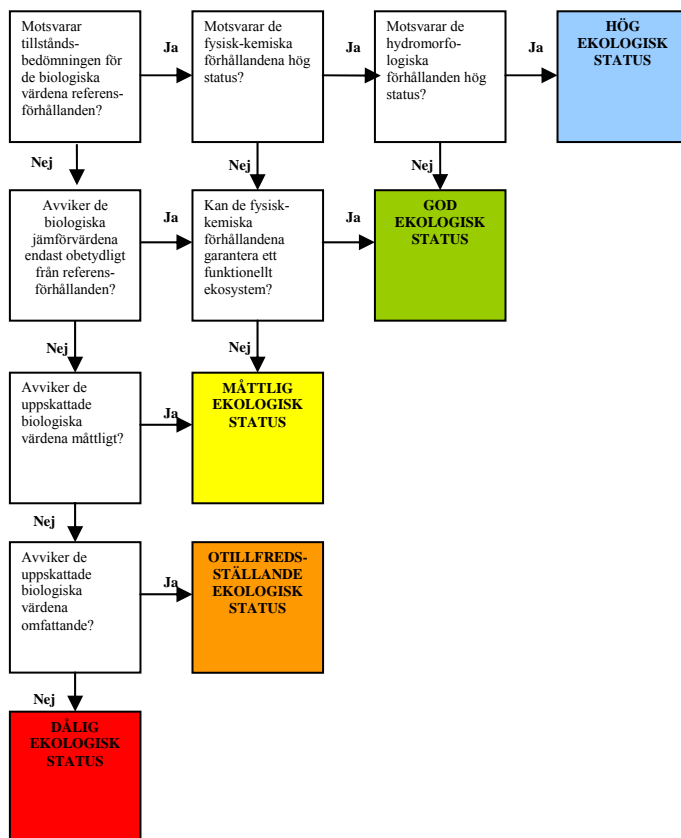 Motsvarar
tillstånds-
bedömningen för
de biologiska
värdena referens-
förhållanden?
Ja
Motsvarar de
fysisk-kemiska
förhållandena hög
status?
Ja
Motsvarar de
hydromorfo-
logiska
förhållanden hög
status?
Ja
HÖG
EKOLOGISK
STATUS
Nej
Nej
Nej
Avviker de
biologiska
jämförvärdena
endast obetydligt
från referens-
förhållanden?
Ja
Kan de fysisk-
kemiska
förhållandena
garantera ett
funktionellt
ekosystem?
Ja
GOD
EKOLOGISK
STATUS
Nej
Nej
Avviker de
uppskattade
biologiska
värdena måttligt?
Ja
MÅTTLIG
EKOLOGISK
STATUS
Nej
Avviker de
uppskattade
biologiska
värdena
omfattande?
Ja
OTILLFREDS-
STÄLLANDE
EKOLOGISK
STATUS
Nej
DÅLIG
EKOLOGISK
STATUS